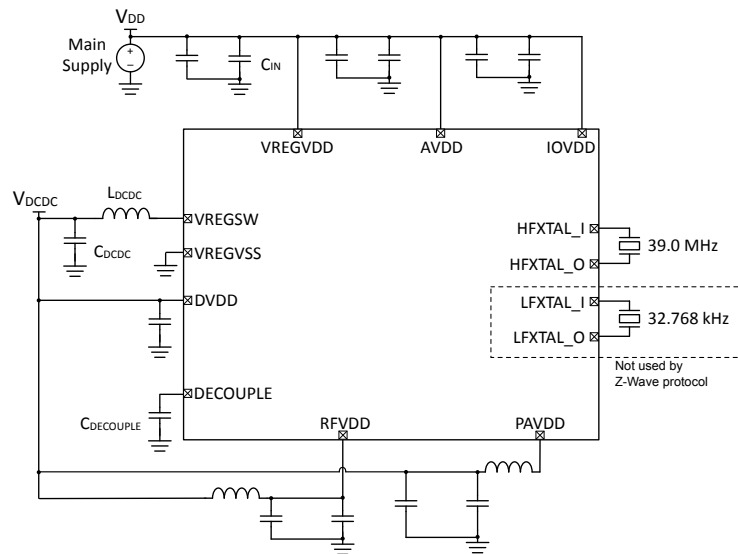 VDD
Main
Supply
+
−
CIN
VREGVDD
AVDD
IOVDD
VDCDC
LDCDC
VREGSW
CDCDC
VREGVSS
DVDD
HFXTAL_I
HFXTAL_O
39.0 MHz
LFXTAL_I
LFXTAL_O
32.768 kHz
Not used by
Z-Wave protocol
DECOUPLE
CDECOUPLE
RFVDD
PAVDD